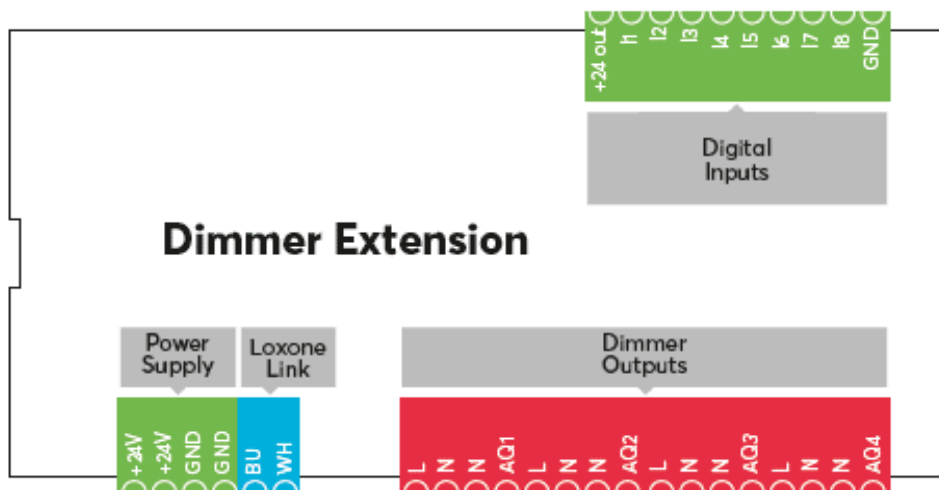 +24 out
I1
I2
I3
I4
I5
I6
I7
I8
GND
Digital
Inputs
Dimmer Extension
Power
Supply
Loxone
Link
Dimmer
Outputs
+24V
+24V
GND
GND
BU
WH
L
N
N
AQ1
L
N
N
AQ2
L
N
N
AQ3
L
N
N
AQ4